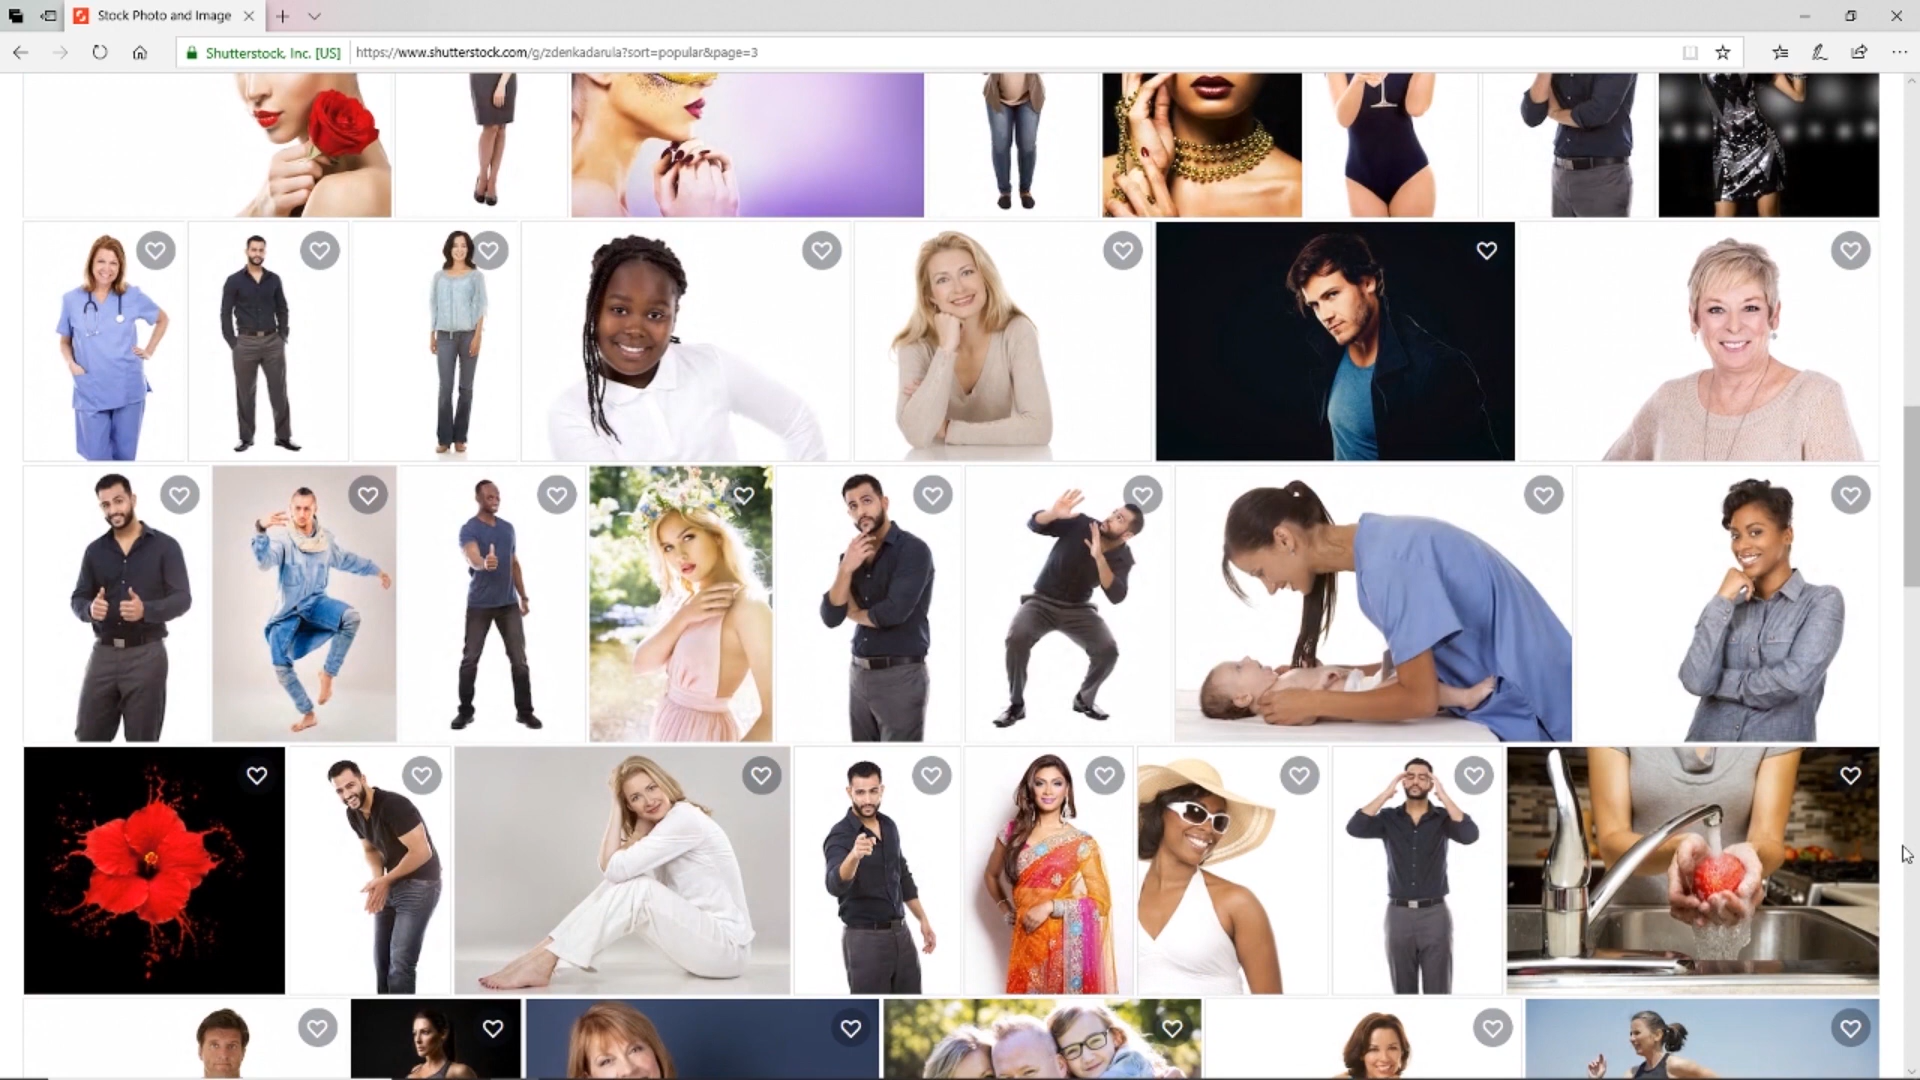 Stock Photo and Image
Shutterstock, Inc. [US]
https://www.shutterstock.com/g/zdenkadarula?sort=popular&page=3